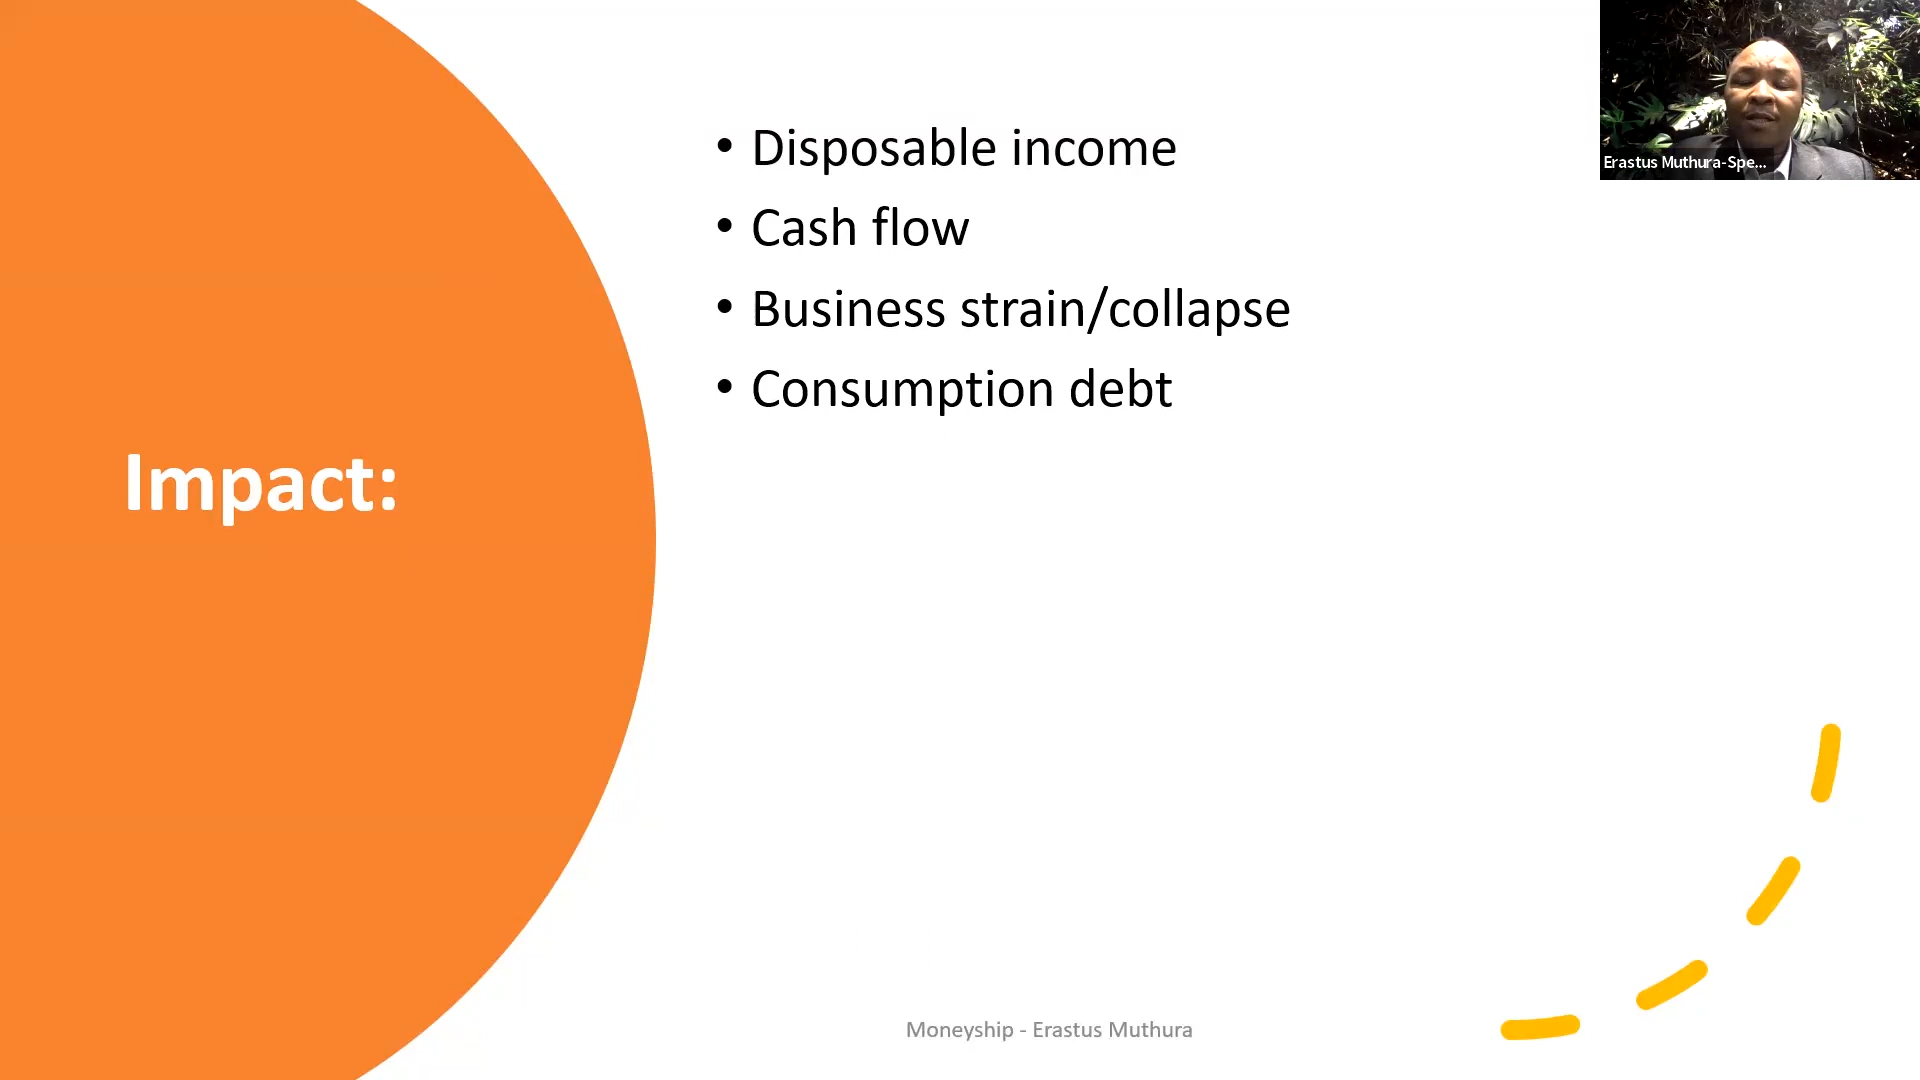 Impact:
• Disposable income
• Cash flow
• Business strain/collapse
• Consumption debt
Erastus Muthura-Spe...
Moneyship - Erastus Muthura